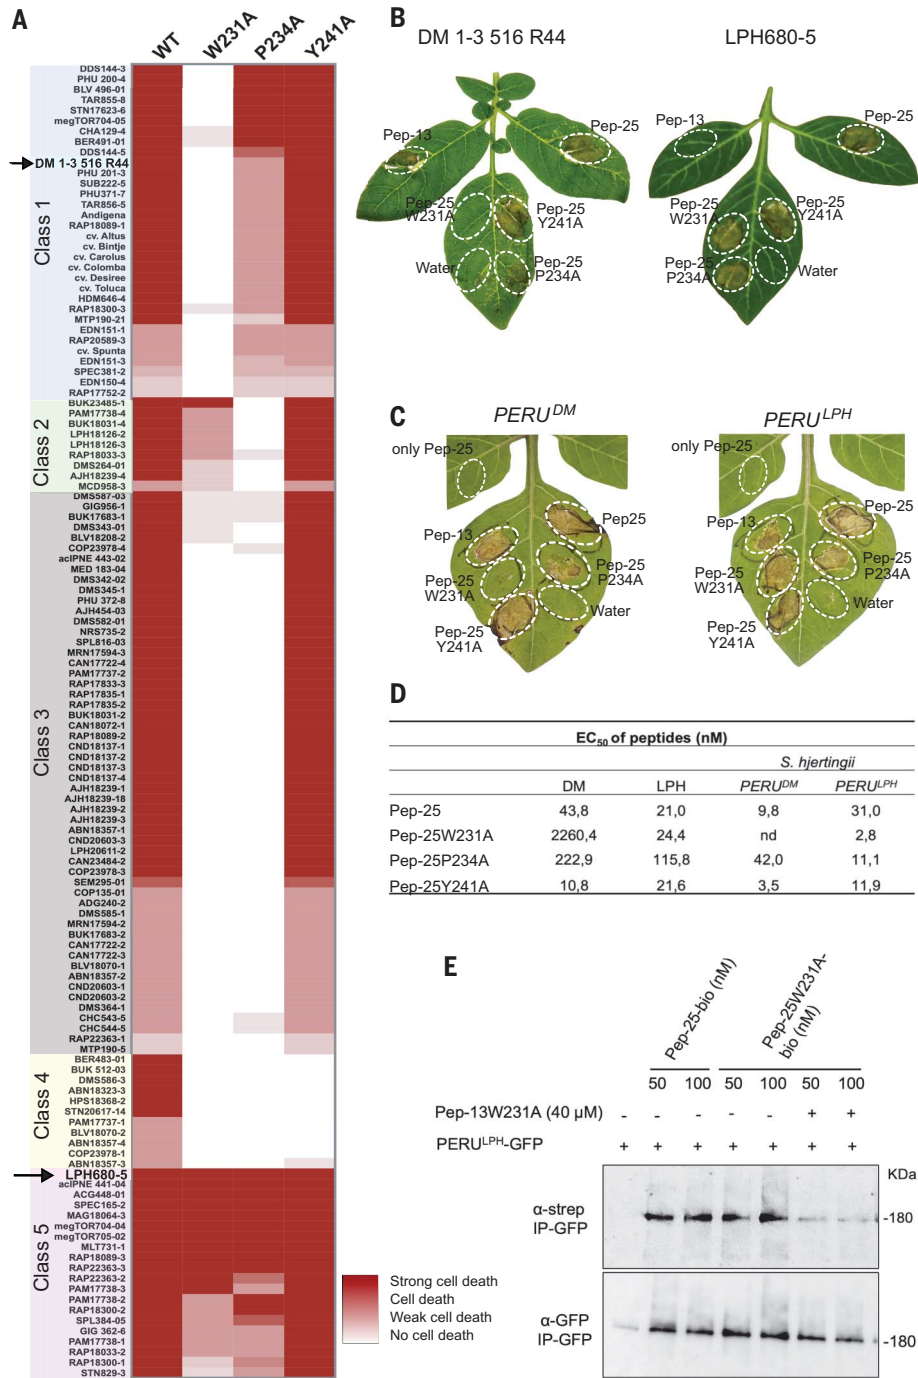 A
WT
W231A
P234A
Y241A
Class 1
DDS144-3
PHU 200-4
BLV 496-01
TAR855-8
STN17623-6
megTOR704-05
CHA129-4
BER491-01
DDS144-5
DM 1-3 516 R44
PHU 201-3
SUB222-5
PHU371-7
TAR856-5
Andigena
RAP18089-1
cv. Altus
cv. Bintje
cv. Carolus
cv. Colomba
cv. Desiree
cv. Toluca
HDM646-4
RAP18300-3
MTP190-21
EDN151-1
RAP20589-3
cv. Spunta
EDN151-3
SPEC381-2
EDN150-4
RAP17752-2
Class 2
BUK23485-1
PAM17738-4
BUK18031-4
LPH18126-2
LPH18126-3
RAP18033-3
DMS264-01
AJH18239-4
MCD958-3
Class 3
DMS587-03
GIG956-1
BUK17683-1
DMS343-01
BLV18208-2
COP23978-4
aclPNE 443-02
MED 183-04
DMS342-02
DMS345-1
PHU 372-8
AJH454-03
DMS582-01
NRS735-2
SPL816-03
MRN17594-3
CAN17722-4
PAM17737-2
RAP17833-3
RAP17835-1
RAP17835-2
BUK18031-2
CAN18072-1
RAP18089-2
CND18137-1
CND18137-2
CND18137-3
CND18137-4
AJH18239-1
AJH18239-18
AJH18239-2
AJH18239-3
ABN18357-1
CND20603-3
LPH20611-2
CAN23484-2
COP23978-3
SEM295-01
COP135-01
ADG240-2
DMS585-1
MRN17594-2
BUK17683-2
CAN17722-2
CAN17722-3
BLV18070-1
ABN18357-2
CND20603-1
CND20603-2
DMS364-1
CHC543-5
CHC544-5
RAP22363-1
MTP190-5
Class 4
BER483-01
BUK 512-03
DMS586-3
ABN18323-3
HPS18368-2
STN20617-14
PAM17737-1
BLV18070-2
ABN18357-4
COP23978-1
ABN18357-3
Class 5
LPH680-5
aclPNE 441-04
ACG448-01
SPEC165-2
MAG18064-3
megTOR704-04
megTOR705-02
MLT731-1
RAP18089-3
RAP22363-3
RAP22363-2
PAM17738-3
PAM17738-2
RAP18300-2
SPL384-05
GIG 362-6
PAM17738-1
RAP18033-2
RAP18300-1
STN829-3
Strong cell death
Cell death
Weak cell death
No cell death
B
DM 1-3 516 R44
LPH680-5
Pep-13
Pep-25
Pep-25
W231A
Pep-25
Y241A
Water
Pep-25
P234A
Pep-13
Pep-25
Pep-25
W231A
Pep-25
Y241A
Pep-25
P234A
Water
C
PERU^DM
PERU^LPH
only Pep-25
Pep-13
Pep25
Pep-25
W231A
Pep-25
P234A
Water
Pep-25
Y241A
only Pep-25
Pep-13
Pep-25
Pep-25
W231A
Pep-25
P234A
Water
Pep-25
Y241A
D
EC50 of peptides (nM)
S. hjertingii
DM LPH PERU^DM PERU^LPH
Pep-25 43,8 21,0 9,8 31,0
Pep-25W231A 2260,4 24,4 nd 2,8
Pep-25P234A 222,9 115,8 42,0 11,1
Pep-25Y241A 10,8 21,6 3,5 11,9
E
Pep-25-bio (nM)
Pep-25W231A-
bio (nM)
50 100 50 100 50 100
Pep-13W231A (40 μM) - - - - - + +
PERU^LPH-GFP + + + + + + +
KDa
α-strep
IP-GFP
-180
α-GFP
IP-GFP
-180